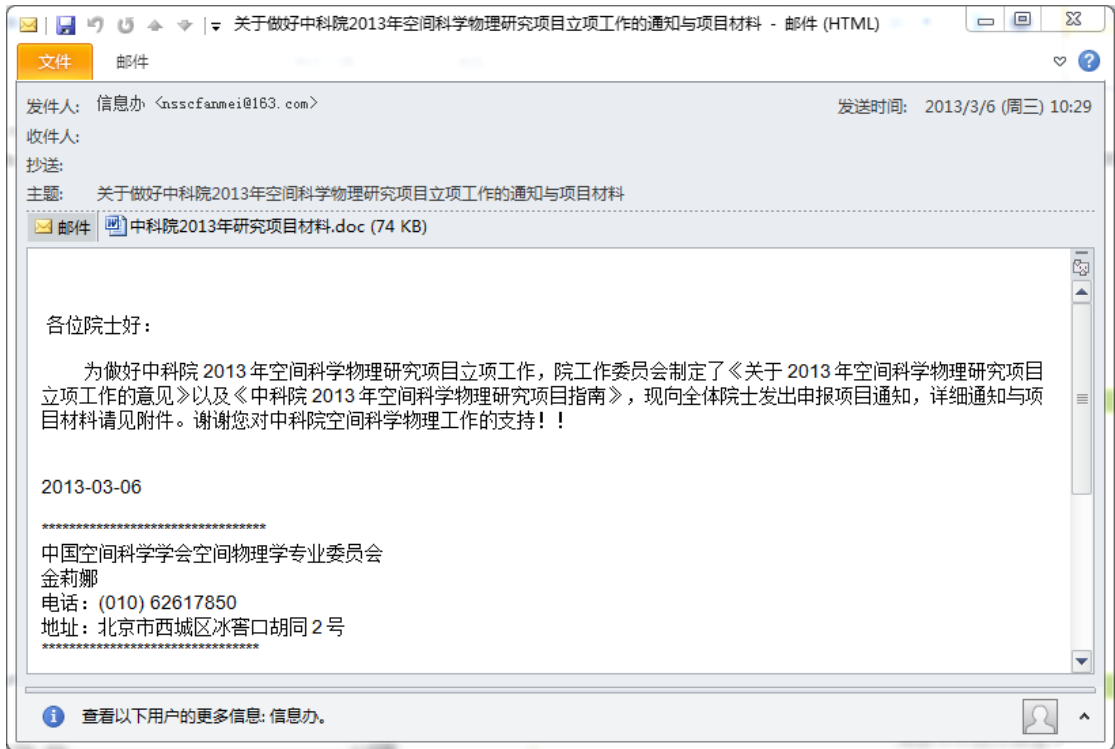 关于做好中科院2013年空间科学物理研究项目立项工作的通知与项目材料 - 邮件 (HTML)
文件 邮件
发件人: 信息办 <nsscfanmei@163.com> 发送时间: 2013/3/6 (周三) 10:29
收件人:
抄送:
主题: 关于做好中科院2013年空间科学物理研究项目立项工作的通知与项目材料
邮件 中科院2013年研究项目材料.doc (74 KB)
各位院士好：
为做好中科院 2013 年空间科学物理研究项目立项工作，院工作委员会制定了《关于 2013 年空间科学物理研究项目
立项工作的意见》以及《中科院 2013 年空间科学物理研究项目指南》，现向全体院士发出申报项目通知，详细通知与项
目材料请见附件。谢谢您对中科院空间科学物理工作的支持！！
2013-03-06
*********************************
中国空间科学学会空间物理学专业委员会
金莉娜
电话：(010) 62617850
地址：北京市西城区冰窖口胡同 2 号
********************************
查看以下用户的更多信息: 信息办。